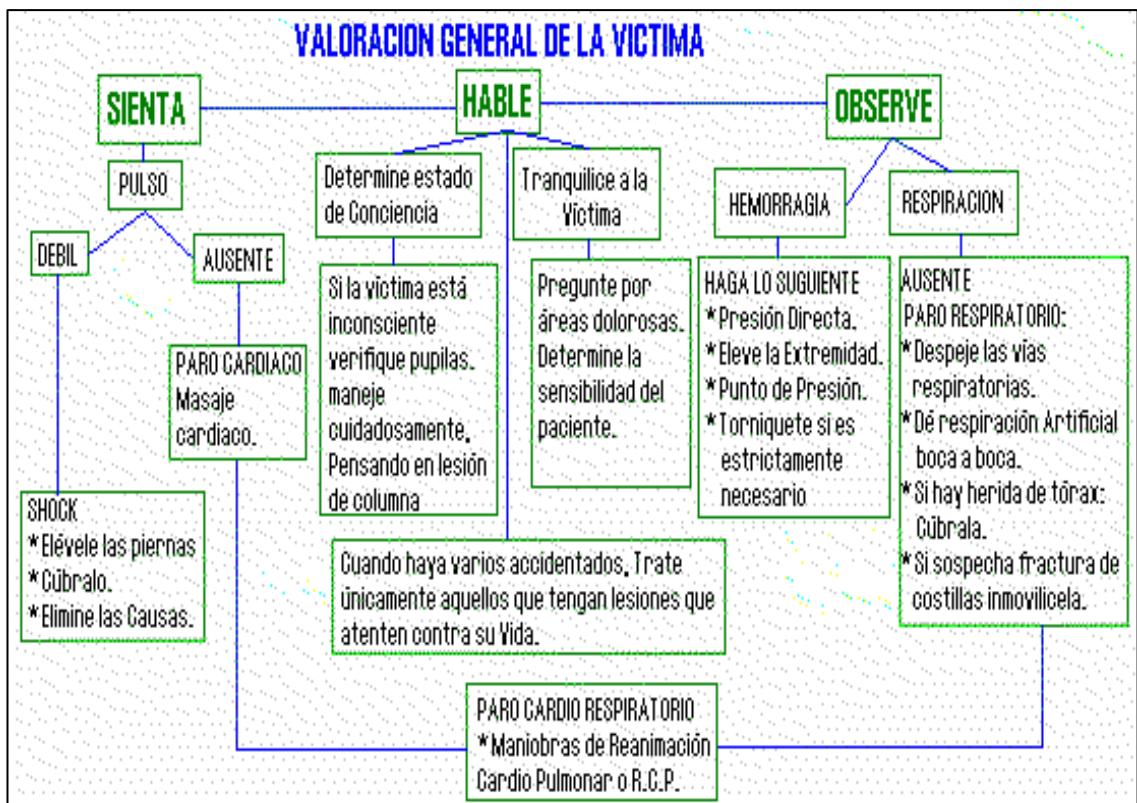 VALORACION GENERAL DE LA VICTIMA
SIENTA
HABLE
OBSERVE
PULSO
DEBIL
AUSENTE
PARO CARDIACO
Masaje
cardiaco.
SHOCK
*Elévele las piernas
*Cúbralo.
*Elimine las Causas.
Determine estado
de Conciencia
Si la víctima está
inconsciente
verifique pupilas.
maneje
cuidadosamente,
Pensando en lesión
de columna
Tranquilice a la
Víctima
Pregunte por
áreas dolorosas.
Determine la
sensibilidad del
paciente.
Cuando haya varios accidentados, Trate
únicamente aquellos que tengan lesiones que
atenten contra su Vida.
HEMORRAGIA
HAGA LO SUGUIENTE
*Presión Directa.
*Eleve la Extremidad.
*Punto de Presión.
*Torniquete si es
estrictamente
necesario
RESPIRACION
AUSENTE
PARO RESPIRATORIO:
*Despeje las vías
respiratorias.
*Dé respiración Artificial
boca a boca.
*Si hay herida de tórax:
Cúbrala.
*Si sospecha fractura de
costillas inmovilicela.
PARO CARDIO RESPIRATORIO
*Maniobras de Reanimación
Cardio Pulmonar o R.C.P.